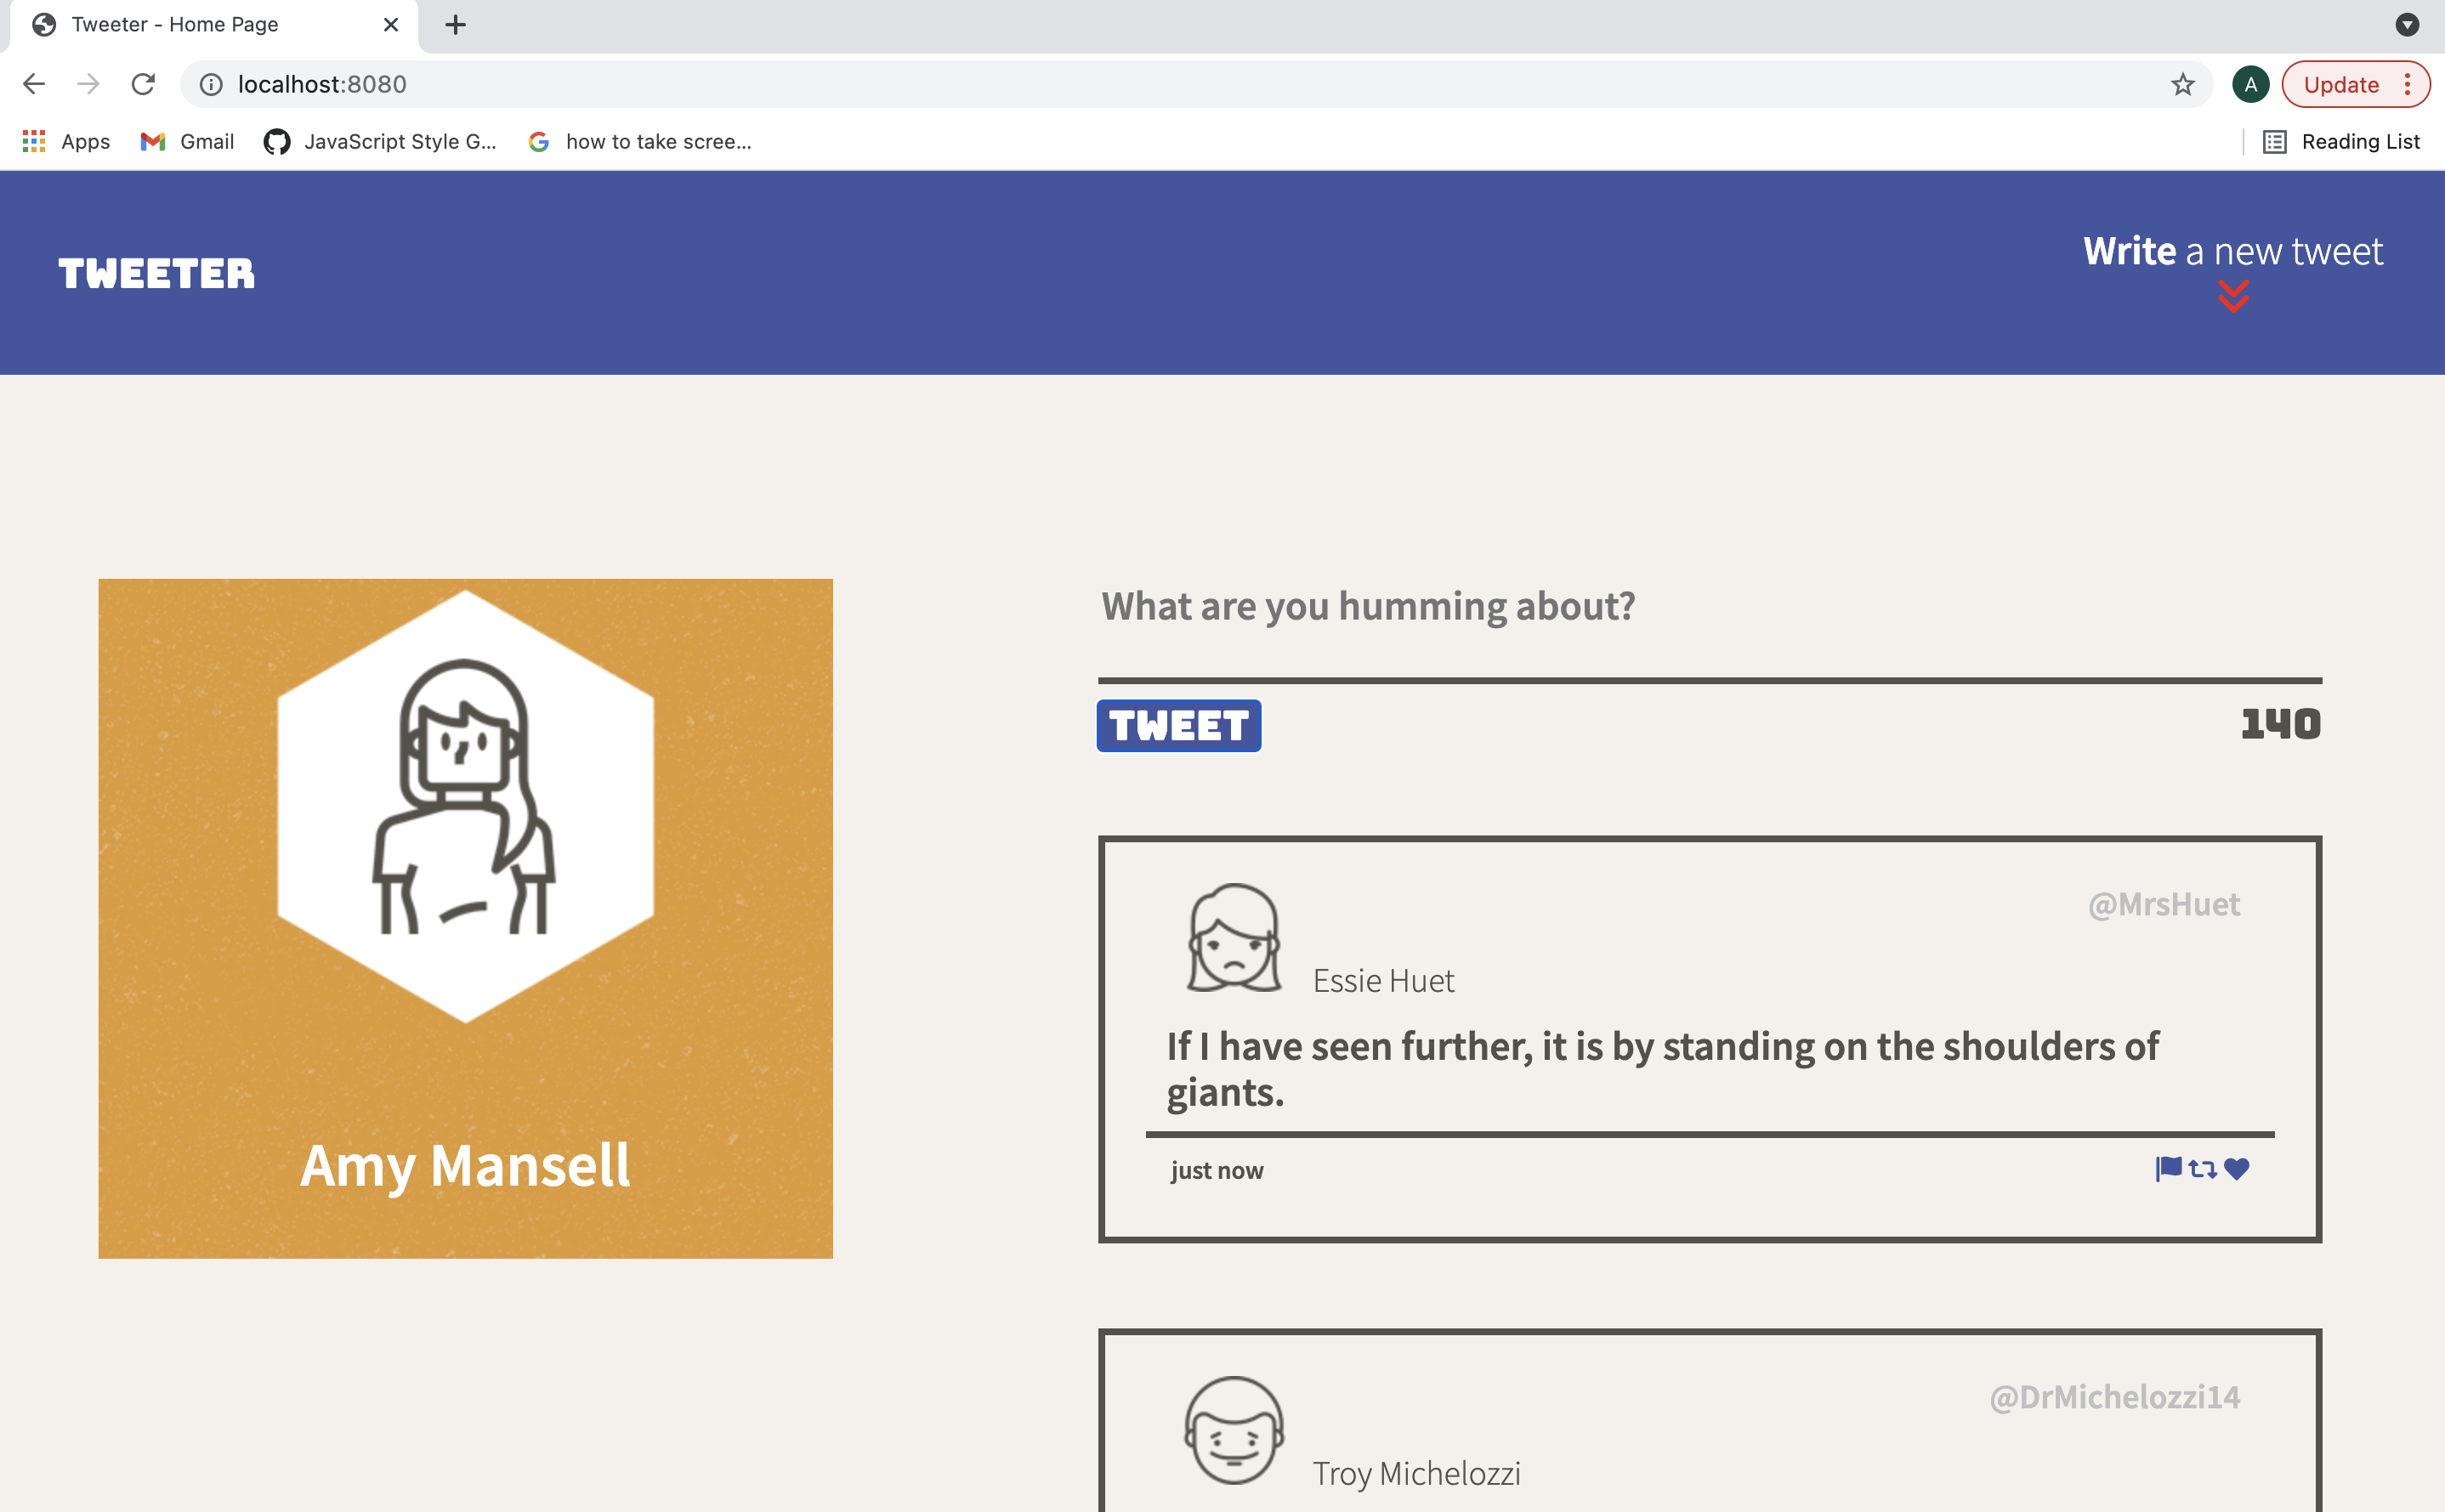 Tweeter - Home Page
localhost:8080
A
Update
Apps
Gmail
JavaScript Style G...
how to take scree...
Reading List
TWEETER
Write a new tweet
Amy Mansell
What are you humming about?
TWEET
140
@MrsHuet
Essie Huet
If I have seen further, it is by standing on the shoulders of
giants.
just now
@DrMichelozzi14
Troy Michelozzi